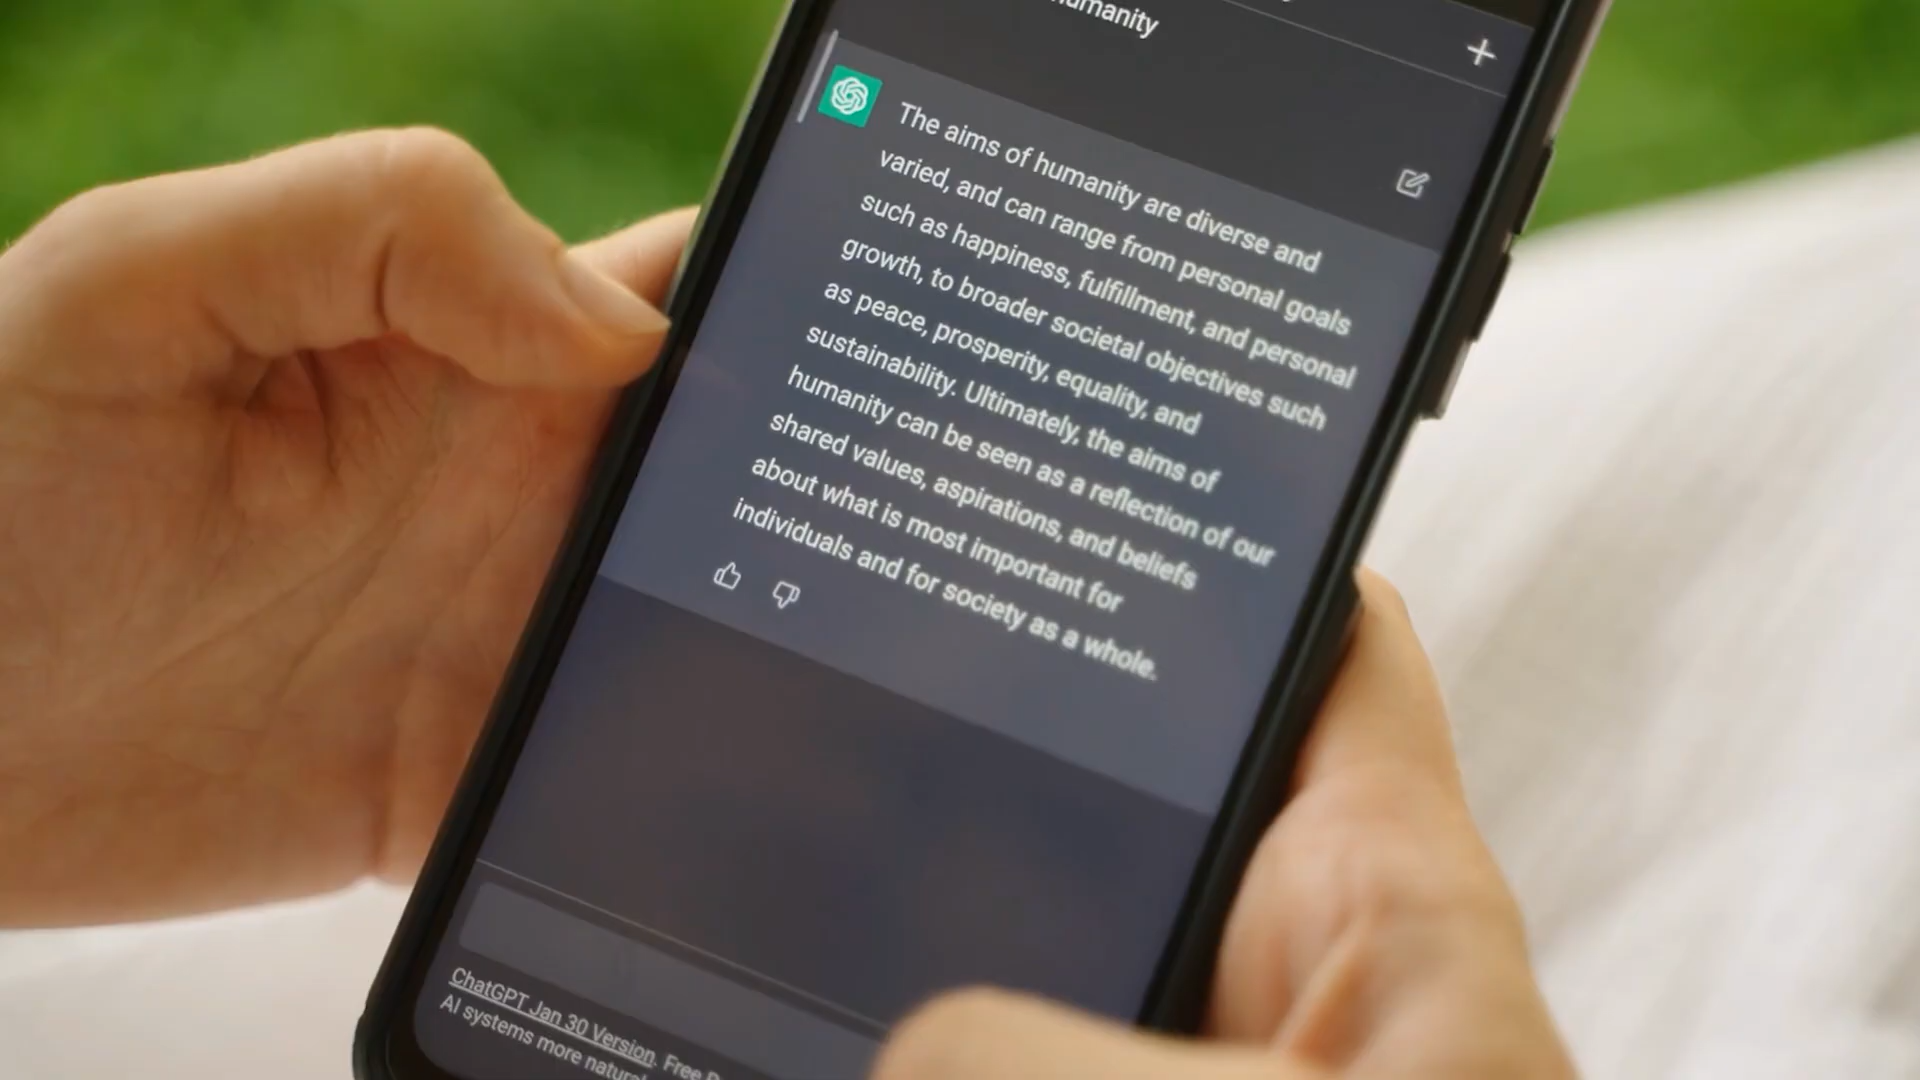 humanity
The aims of humanity are diverse and
varied, and can range from personal goals
such as happiness, fulfillment, and personal
growth, to broader societal objectives such
as peace, prosperity, equality, and
sustainability. Ultimately, the aims of
humanity can be seen as a reflection of our
shared values, aspirations, and beliefs
about what is most important for
individuals and for society as a whole.
ChatGPT Jan 30 Version. Free
AI systems more natural